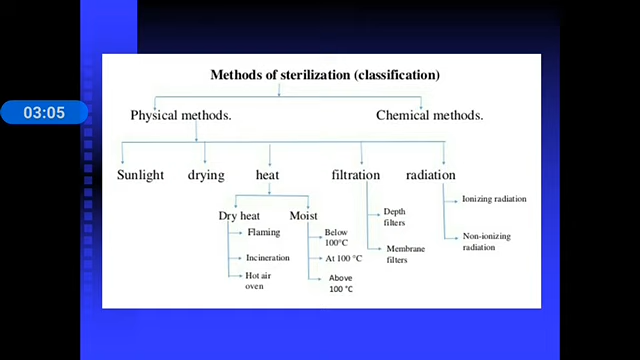 Methods of sterilization (classification)
03:05
Physical methods.
Chemical methods.
Sunlight
drying
heat
filtration
radiation
Dry heat
Flaming
Incineration
Hot air
oven
Moist
Below
100°C
At 100 °C
Above
100 °C
Depth
filters
Membrane
filters
Ionizing radiation
Non-ionizing
radiation